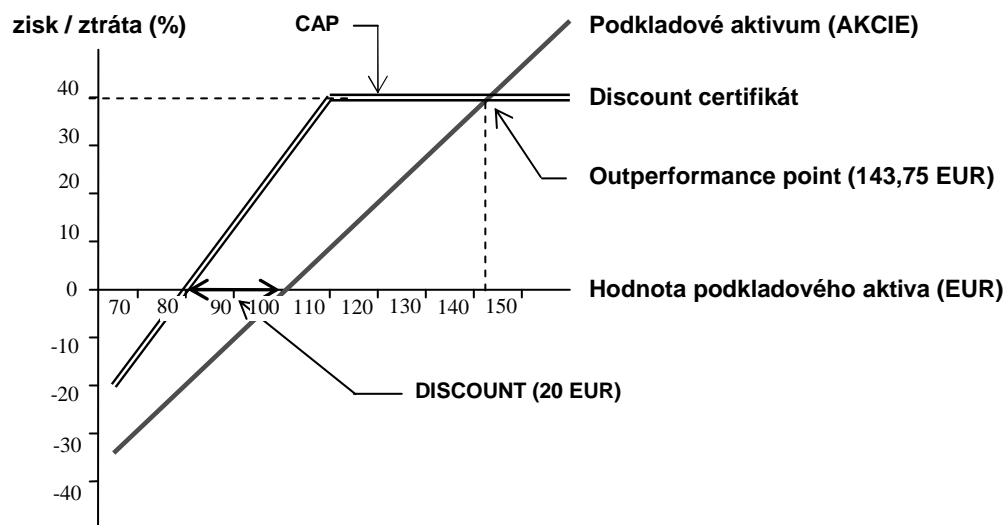 zisk / ztráta (%)
CAP
Podkladové aktivum (AKCIE)
40
Discount certifikát
30
20
Outperformance point (143,75 EUR)
10
0
Hodnota podkladového aktiva (EUR)
70 80 90 100 110 120 130 140 150
-10
-20
DISCOUNT (20 EUR)
-30
-40